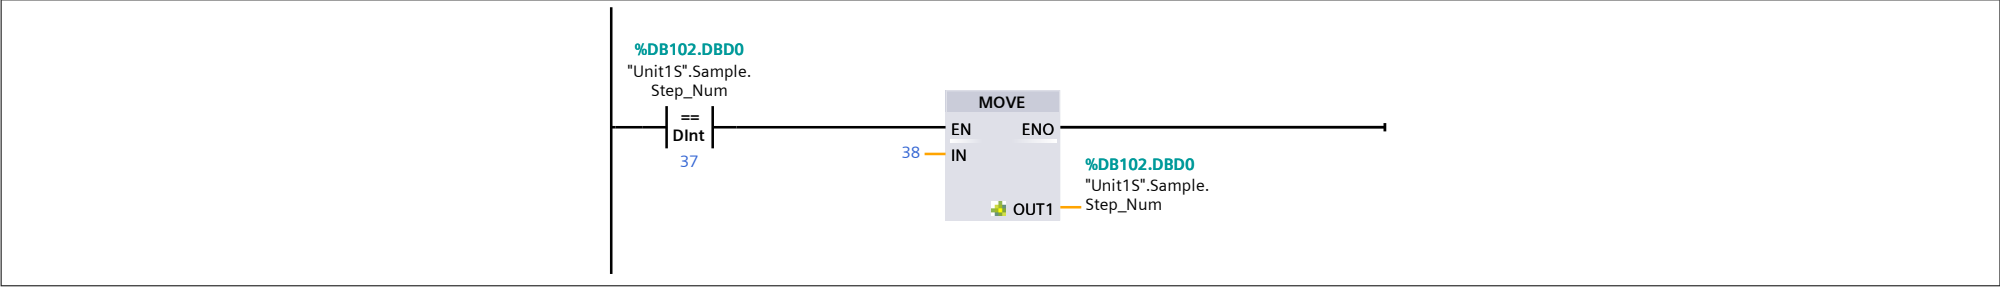 %DB102.DBD0
"Unit1S".Sample.
Step_Num
==
DInt
37
MOVE
EN ENO
38 IN
%DB102.DBD0
"Unit1S".Sample.
OUT1 Step_Num